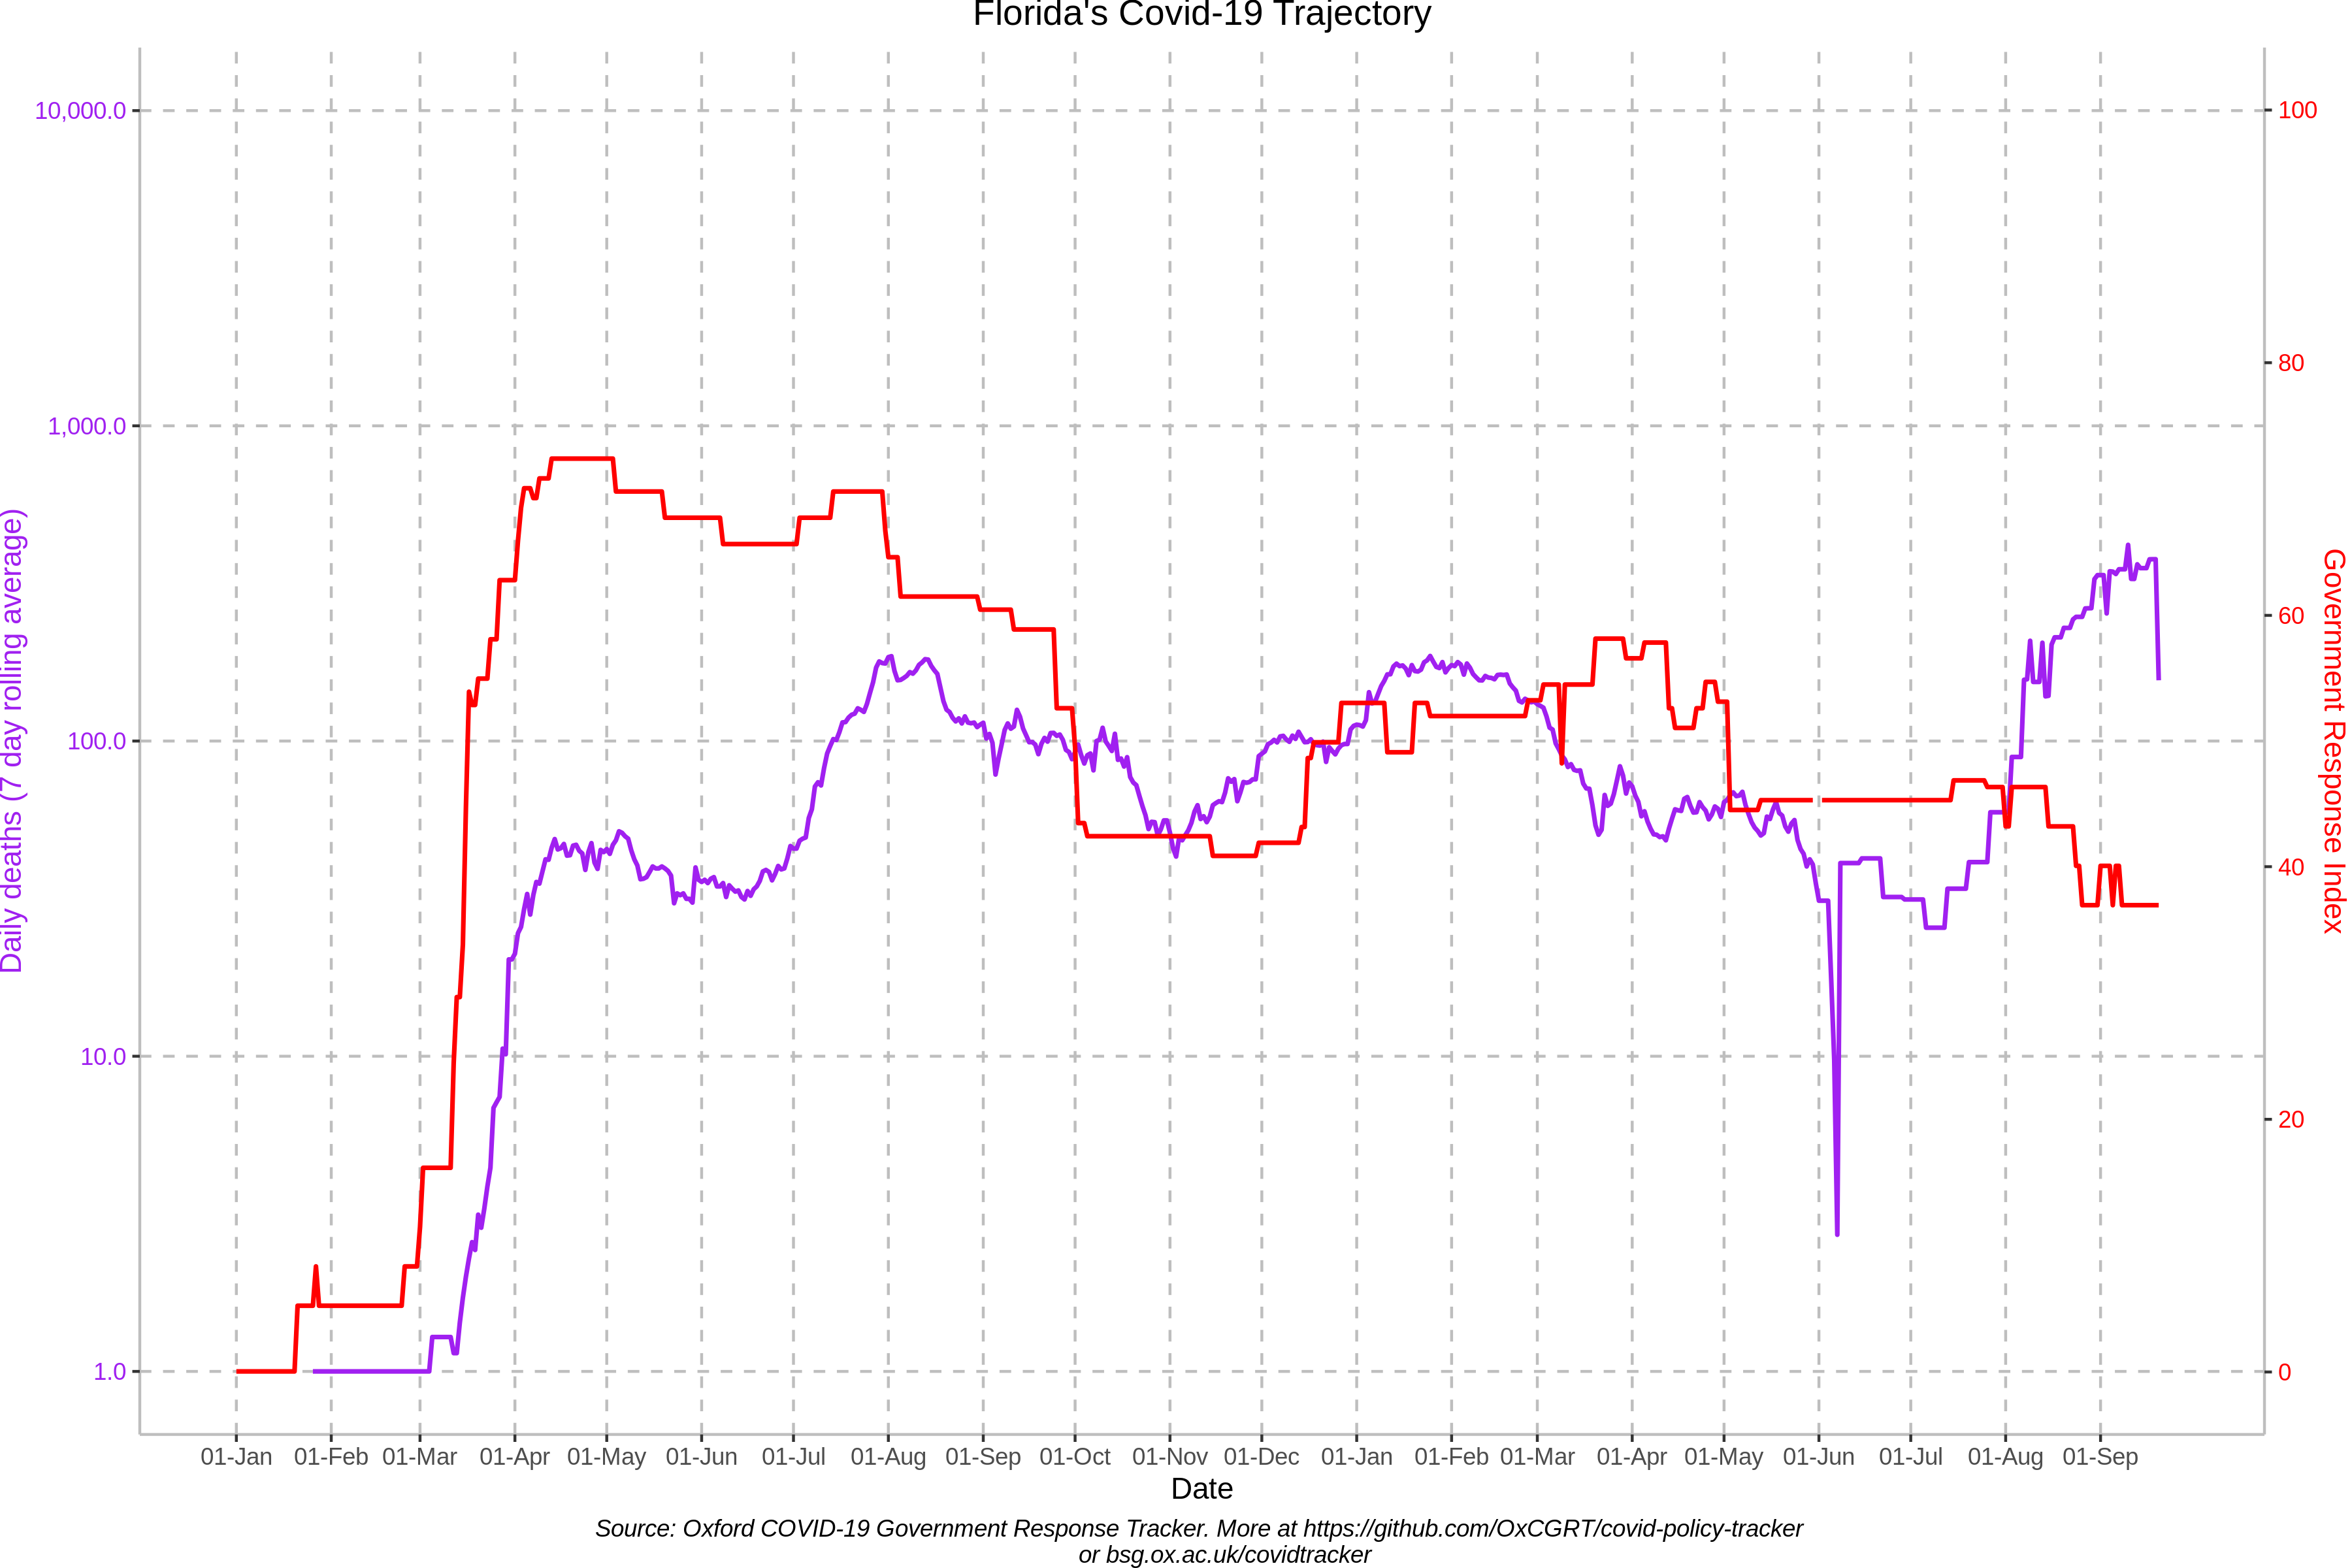 Florida's Covid-19 Trajectory
10,000.0
1,000.0
100.0
10.0
1.0
Daily deaths (7 day rolling average)
100
80
60
40
20
0
Government Response Index
01-Jan 01-Feb 01-Mar 01-Apr 01-May 01-Jun 01-Jul 01-Aug 01-Sep 01-Oct 01-Nov 01-Dec 01-Jan 01-Feb 01-Mar 01-Apr 01-May 01-Jun 01-Jul 01-Aug 01-Sep
Date
Source: Oxford COVID-19 Government Response Tracker. More at https://github.com/OxCGRT/covid-policy-tracker
or bsg.ox.ac.uk/covidtracker